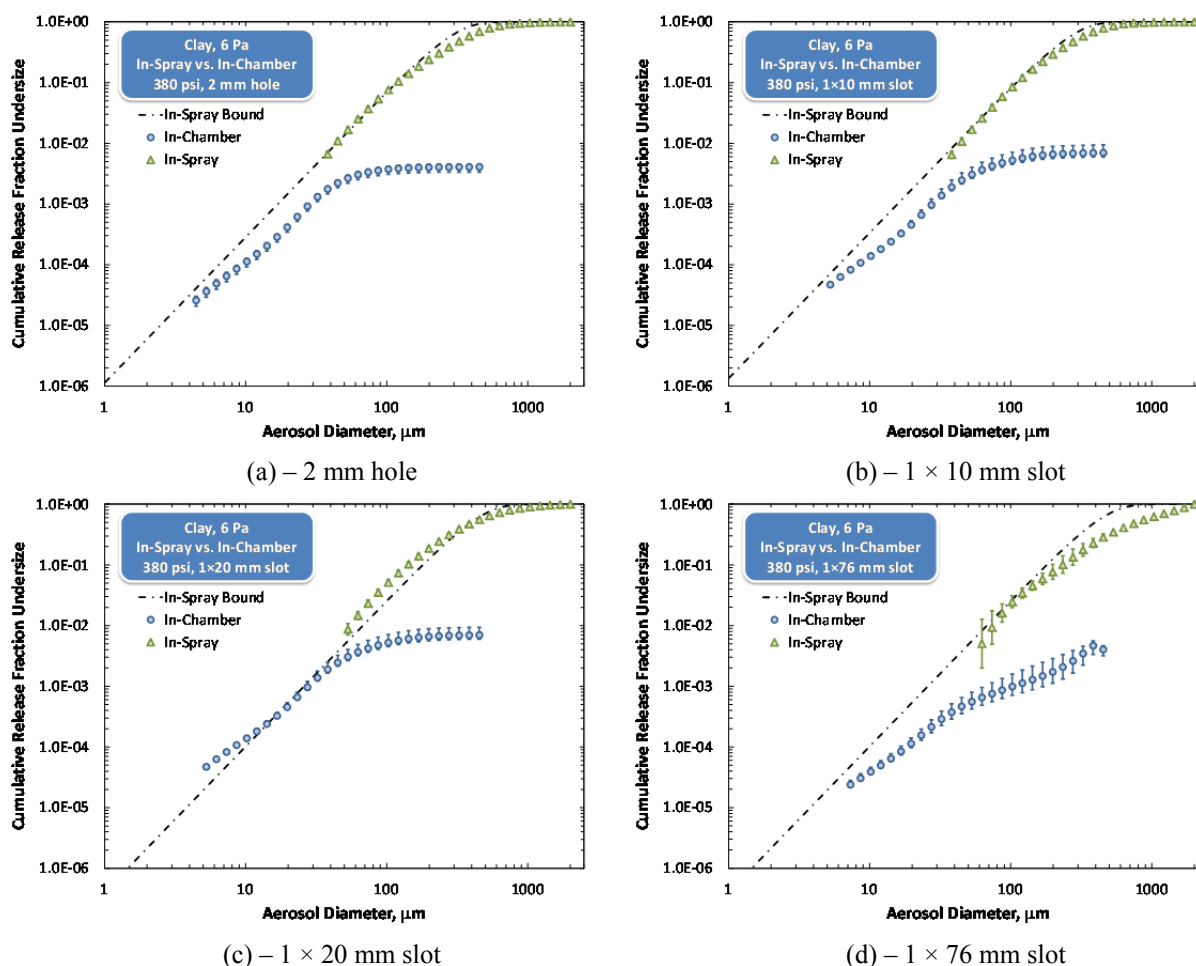 Cumulative Release Fraction Undersize
1.0E+00
1.0E-01
1.0E-02
1.0E-03
1.0E-04
1.0E-05
1.0E-06
Clay, 6 Pa
In-Spray vs. In-Chamber
380 psi, 2 mm hole
In-Spray Bound
In-Chamber
In-Spray
1 10 100 1000
Aerosol Diameter, μm
(a) – 2 mm hole
Cumulative Release Fraction Undersize
1.0E+00
1.0E-01
1.0E-02
1.0E-03
1.0E-04
1.0E-05
1.0E-06
Clay, 6 Pa
In-Spray vs. In-Chamber
380 psi, 1×10 mm slot
In-Spray Bound
In-Chamber
In-Spray
1 10 100 1000
Aerosol Diameter, μm
(b) – 1 × 10 mm slot
Cumulative Release Fraction Undersize
1.0E+00
1.0E-01
1.0E-02
1.0E-03
1.0E-04
1.0E-05
1.0E-06
Clay, 6 Pa
In-Spray vs. In-Chamber
380 psi, 1×20 mm slot
In-Spray Bound
In-Chamber
In-Spray
1 10 100 1000
Aerosol Diameter, μm
(c) – 1 × 20 mm slot
Cumulative Release Fraction Undersize
1.0E+00
1.0E-01
1.0E-02
1.0E-03
1.0E-04
1.0E-05
1.0E-06
Clay, 6 Pa
In-Spray vs. In-Chamber
380 psi, 1×76 mm slot
In-Spray Bound
In-Chamber
In-Spray
1 10 100 1000
Aerosol Diameter, μm
(d) – 1 × 76 mm slot